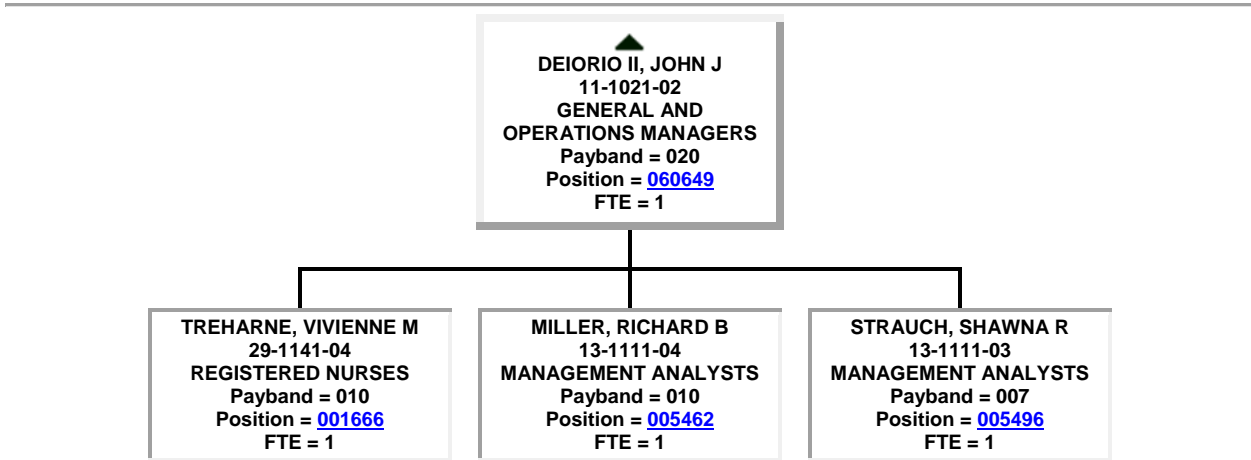 DEIORIO II, JOHN J
11-1021-02
GENERAL AND
OPERATIONS MANAGERS
Payband = 020
Position = 060649
FTE = 1
TREHARNE, VIVIENNE M
29-1141-04
REGISTERED NURSES
Payband = 010
Position = 001666
FTE = 1
MILLER, RICHARD B
13-1111-04
MANAGEMENT ANALYSTS
Payband = 010
Position = 005462
FTE = 1
STRAUCH, SHAWNA R
13-1111-03
MANAGEMENT ANALYSTS
Payband = 007
Position = 005496
FTE = 1